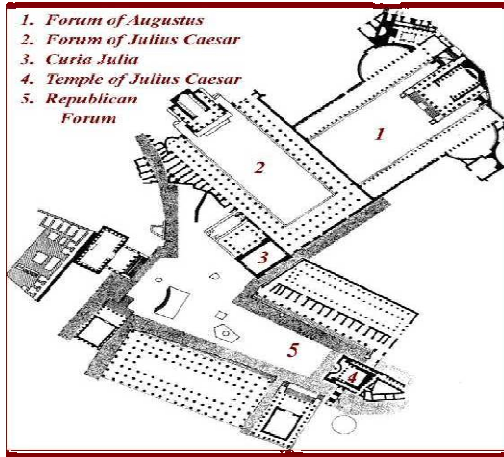 1. Forum of Augustus
2. Forum of Julius Caesar
3. Curia Julia
4. Temple of Julius Caesar
5. Republican
Forum
1
2
3
5
4